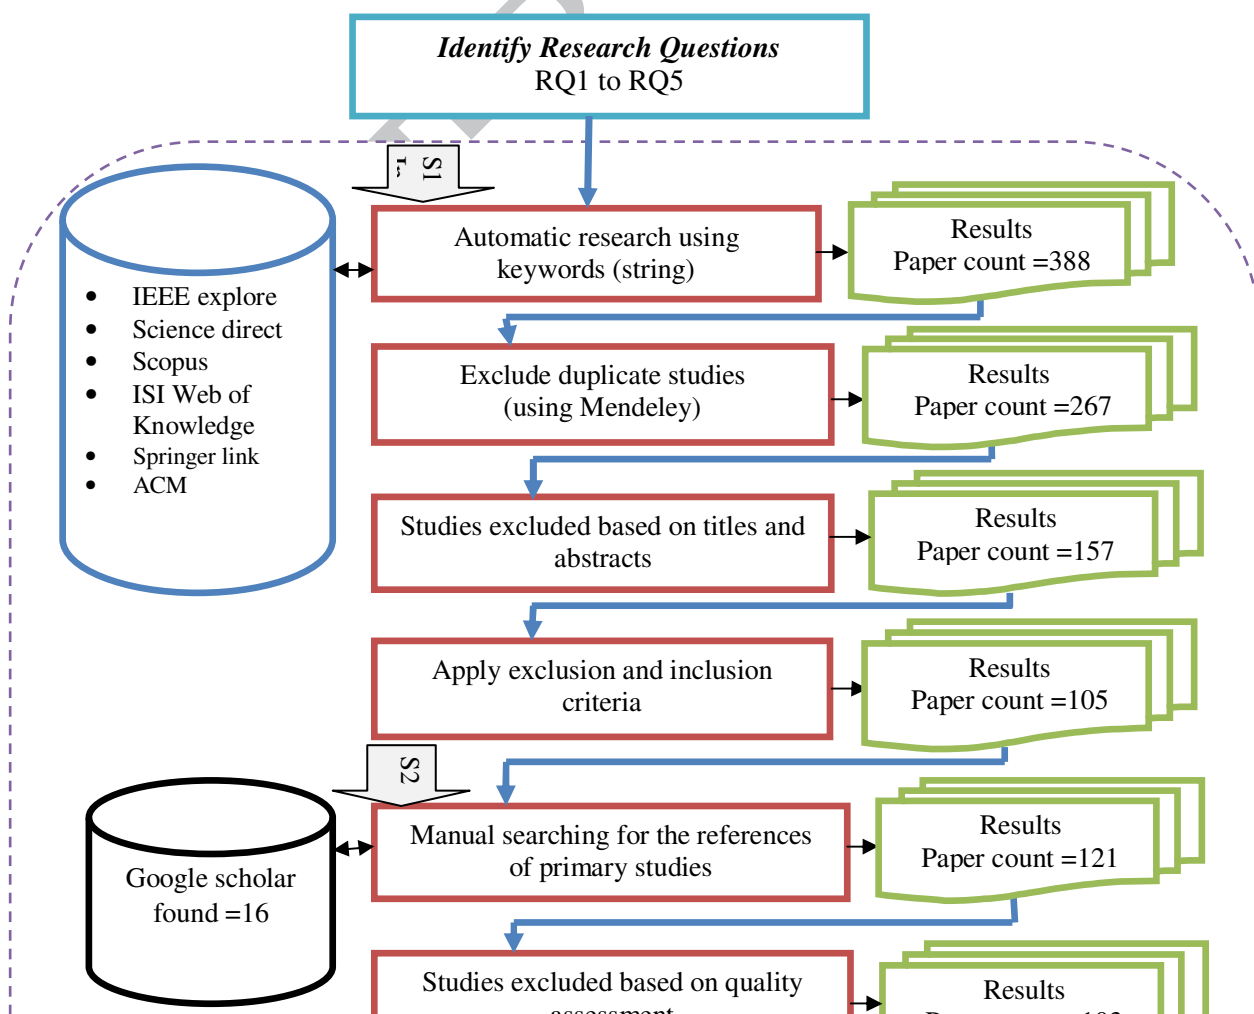 Identify Research Questions
RQ1 to RQ5
S1
Automatic research using
keywords (string)
Results
Paper count =388
• IEEE explore
• Science direct
• Scopus
• ISI Web of
Knowledge
• Springer link
• ACM
Exclude duplicate studies
(using Mendeley)
Results
Paper count =267
Studies excluded based on titles and
abstracts
Results
Paper count =157
Apply exclusion and inclusion
criteria
Results
Paper count =105
S2
Manual searching for the references
of primary studies
Results
Paper count =121
Google scholar
found =16
Studies excluded based on quality
assessment
Results